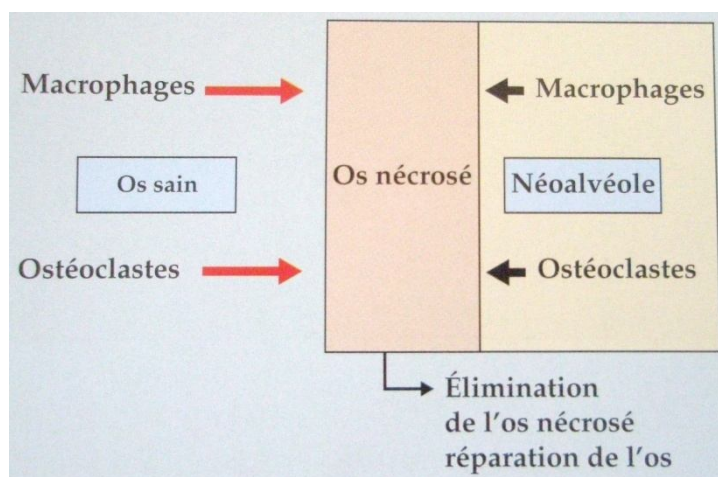 Macrophages
Macrophages
Os sain
Os nécrosé
Néoalvéole
Ostéoclastes
Ostéoclastes
Élimination
de l'os nécrosé
réparation de l'os